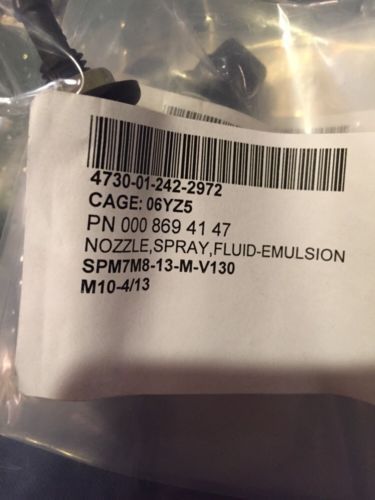 4730-01-242-2972
CAGE: 06YZ5
PN 000 869 41 47
NOZZLE,SPRAY,FLUID-EMULSION
SPM7M8-13-M-V130
M10-4/13